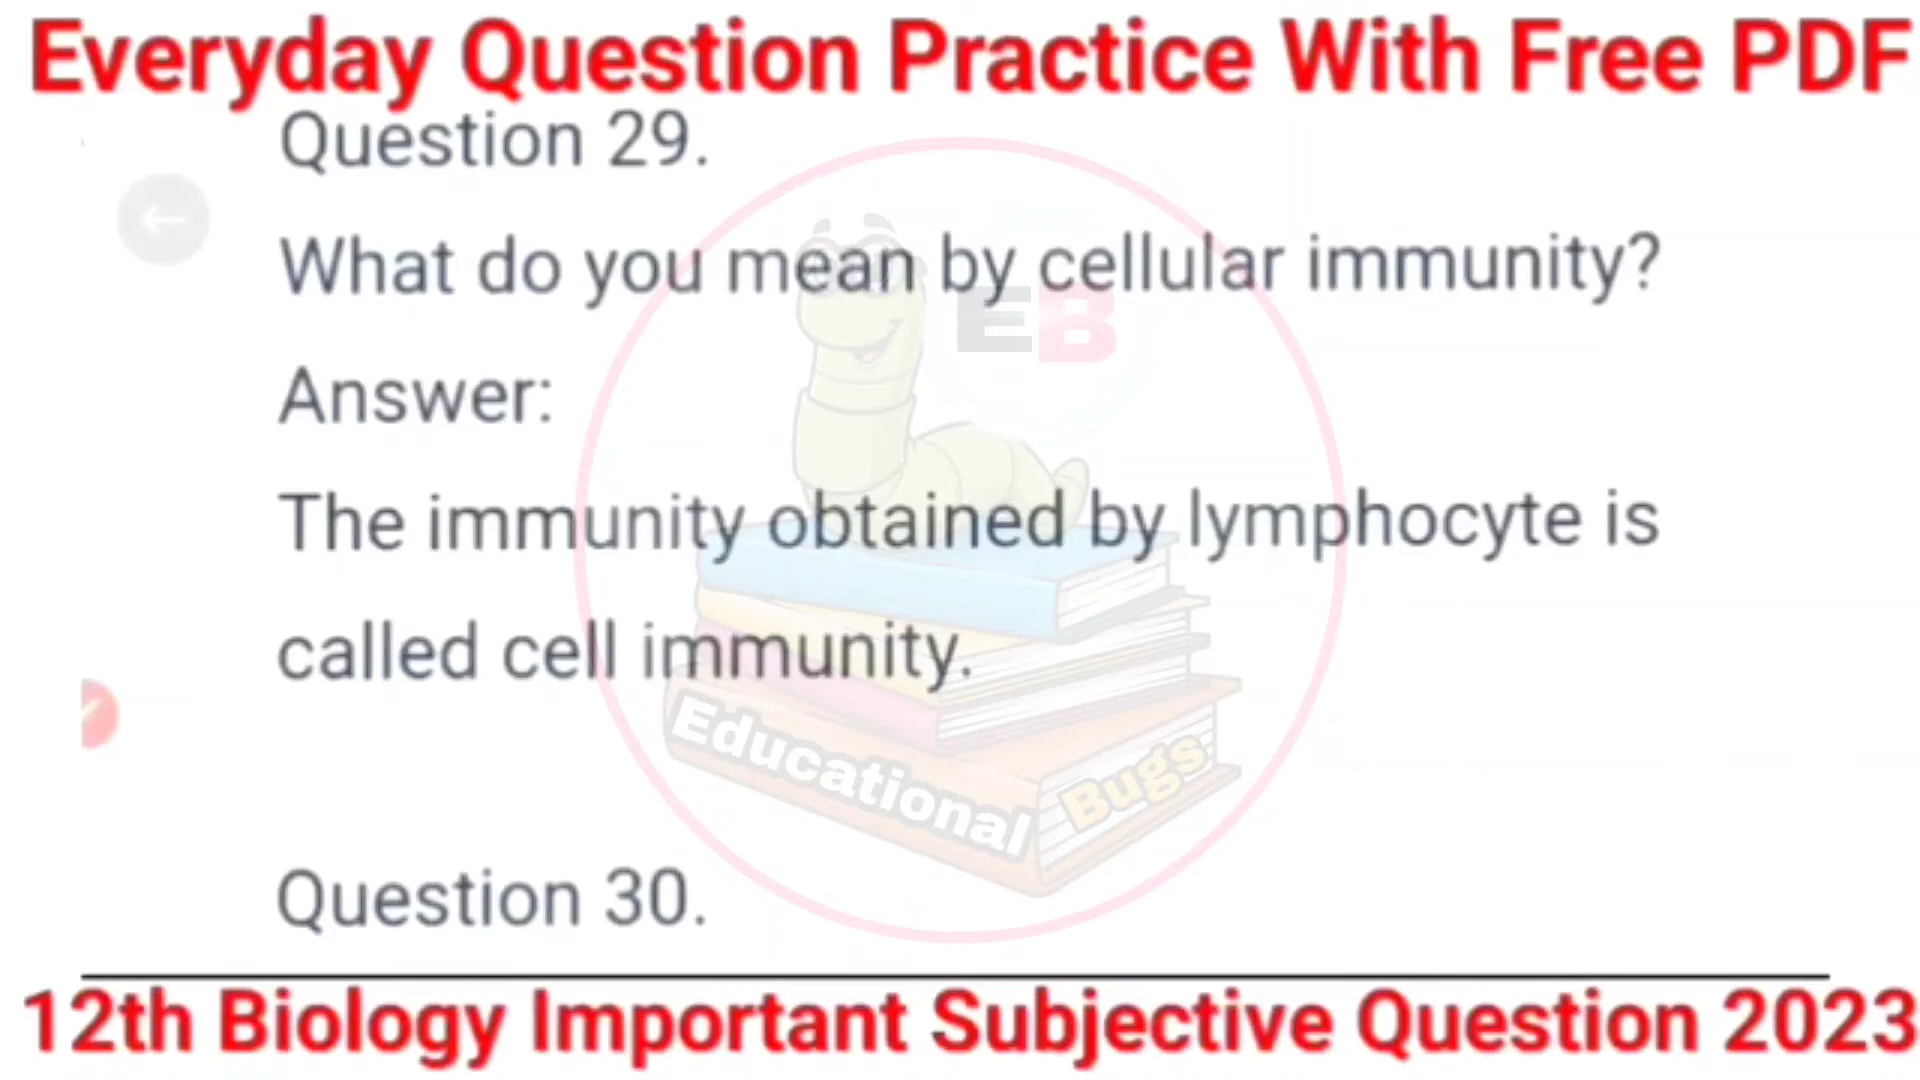 Everyday Question Practice With Free PDF
Question 29.
What do you mean by cellular immunity?
EB
Answer:
The immunity obtained by lymphocyte is
called cell immunity.
Educational Bugs
Question 30.
12th Biology Important Subjective Question 2023